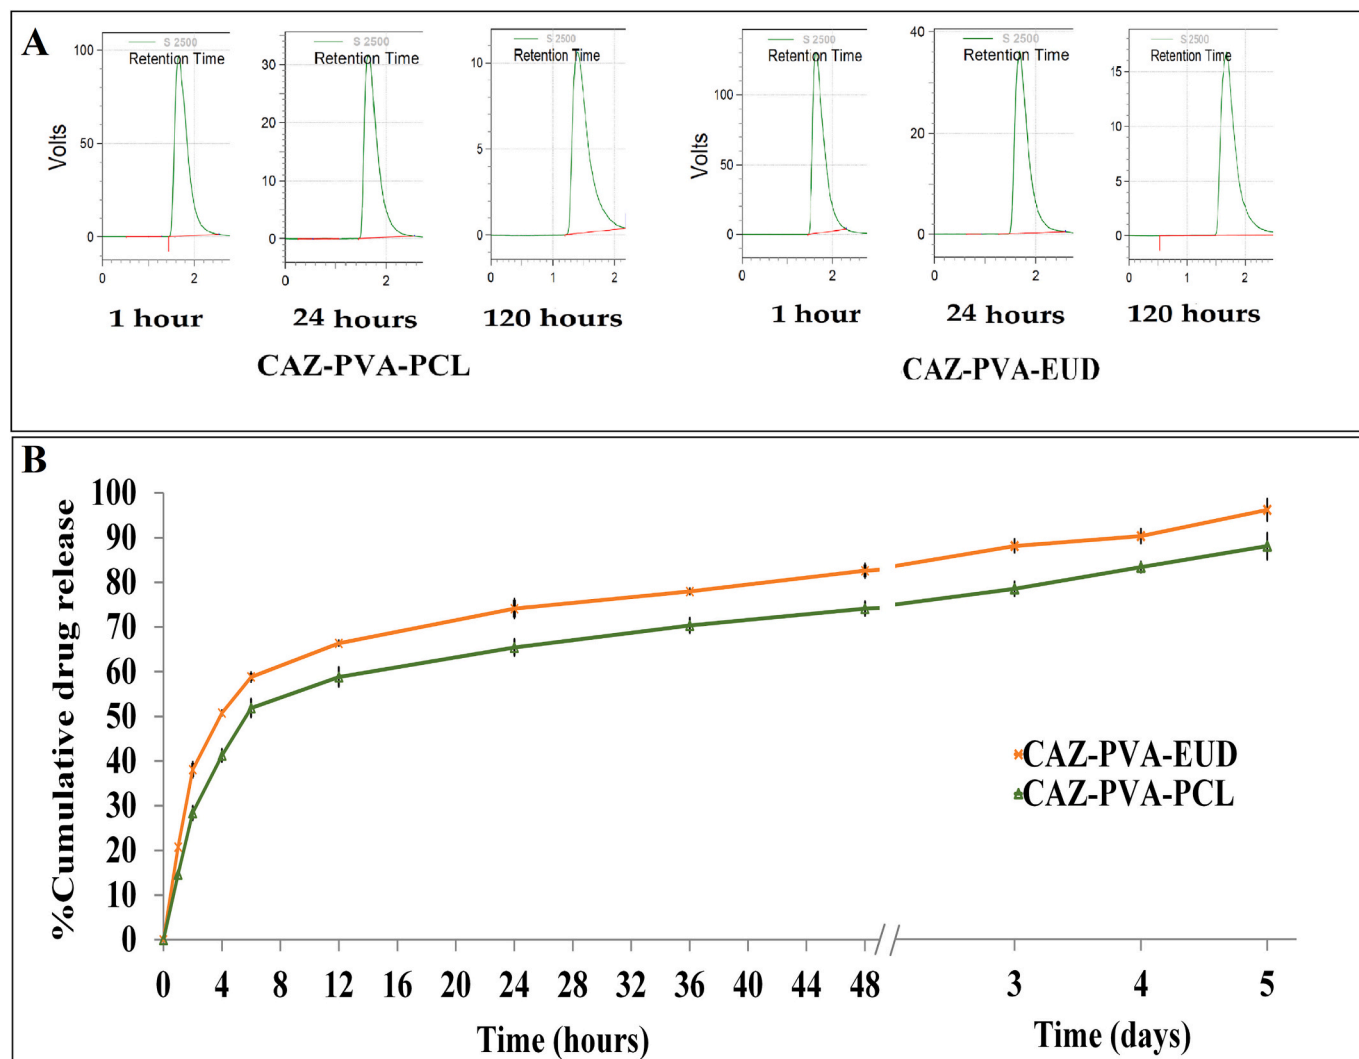 A
S 2500
Retention Time
100
50
0
Volts
2
0
1 hour
S 2500
Retention Time
30
20
10
0
0
2
24 hours
S 2500
Retention Time
10
5
0
0
1
2
120 hours
CAZ-PVA-PCL
S 2500
Retention Time
100
50
0
Volts
0
2
1 hour
S 2500
Retention Time
40
20
0
0
2
24 hours
S 2500
Retention Time
15
10
5
0
0
1
2
120 hours
CAZ-PVA-EUD
B
100
90
80
70
60
50
40
30
20
10
0
%Cumulative drug release
CAZ-PVA-EUD
CAZ-PVA-PCL
0 4 8 12 16 20 24 28 32 36 40 44 48 3 4 5
Time (hours)
Time (days)